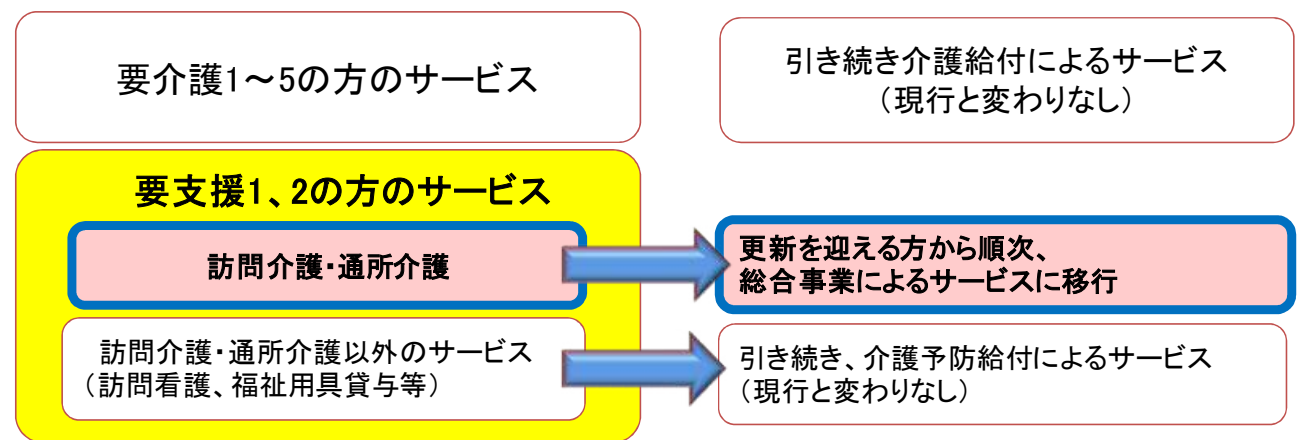 要介護1～5の方のサービス
引き続き介護給付によるサービス
（現行と変わりなし）
要支援1、2の方のサービス
訪問介護・通所介護
更新を迎える方から順次、
総合事業によるサービスに移行
訪問介護・通所介護以外のサービス
（訪問看護、福祉用具貸与等）
引き続き、介護予防給付によるサービス
（現行と変わりなし）